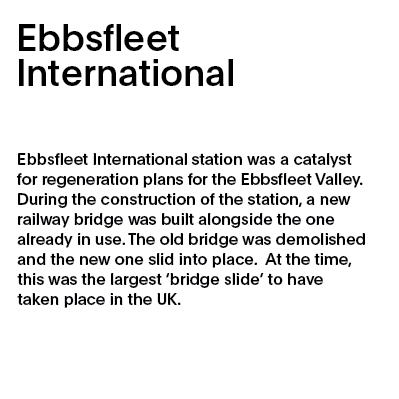 Ebbsfleet
International
Ebbsfleet International station was a catalyst
for regeneration plans for the Ebbsfleet Valley.
During the construction of the station, a new
railway bridge was built alongside the one
already in use. The old bridge was demolished
and the new one slid into place.  At the time,
this was the largest ‘bridge slide’ to have
taken place in the UK.